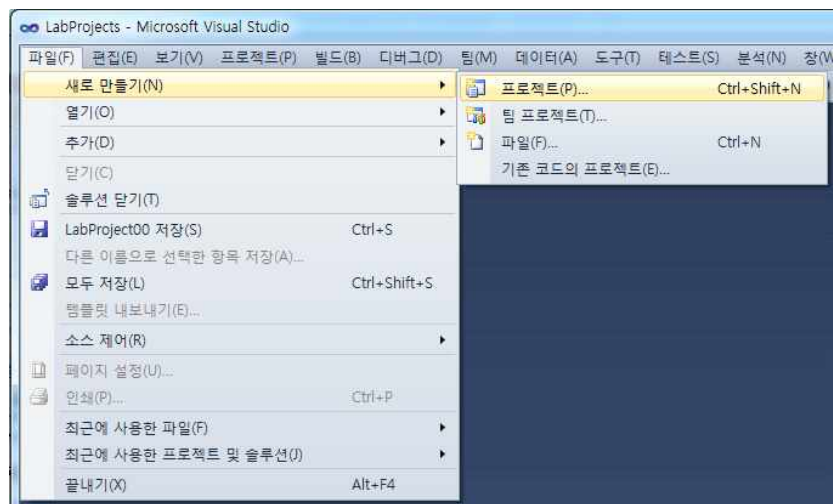 LabProjects - Microsoft Visual Studio
파일(F) 편집(E) 보기(V) 프로젝트(P) 빌드(B) 디버그(D) 팀(M) 데이터(A) 도구(T) 테스트(S) 분석(N) 창(W
새로 만들기(N)
열기(O)
추가(D)
닫기(C)
솔루션 닫기(T)
LabProject00 저장(S) Ctrl+S
다른 이름으로 선택한 항목 저장(A)...
모두 저장(L) Ctrl+Shift+S
템플릿 내보내기(E)...
소스 제어(R)
페이지 설정(U)...
인쇄(P)... Ctrl+P
최근에 사용한 파일(F)
최근에 사용한 프로젝트 및 솔루션(J)
끝내기(X) Alt+F4
프로젝트(P)... Ctrl+Shift+N
팀 프로젝트(T)...
파일(F)... Ctrl+N
기존 코드의 프로젝트(E)...